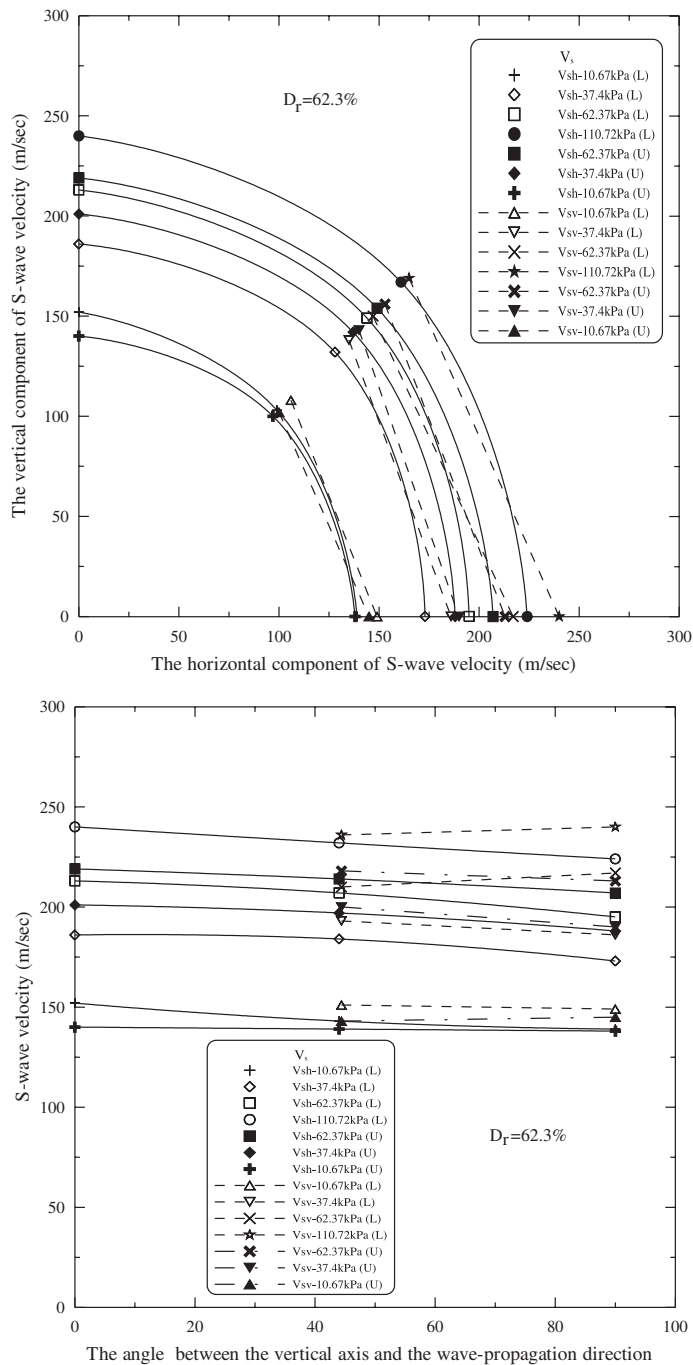 300
250
200
150
100
50
0
The vertical component of S-wave velocity (m/sec)
Dr=62.3%
Vs
Vsh-10.67kPa (L)
Vsh-37.4kPa (L)
Vsh-62.37kPa (L)
Vsh-110.72kPa (L)
Vsh-62.37kPa (U)
Vsh-37.4kPa (U)
Vsh-10.67kPa (U)
Vsv-10.67kPa (L)
Vsv-37.4kPa (L)
Vsv-62.37kPa (L)
Vsv-110.72kPa (L)
Vsv-62.37kPa (U)
Vsv-37.4kPa (U)
Vsv-10.67kPa (U)
0 50 100 150 200 250 300
The horizontal component of S-wave velocity (m/sec)
300
250
200
150
100
50
0
S-wave velocity (m/sec)
Vs
Vsh-10.67kPa (L)
Vsh-37.4kPa (L)
Vsh-62.37kPa (L)
Vsh-110.72kPa (L)
Vsh-62.37kPa (U)
Vsh-37.4kPa (U)
Vsh-10.67kPa (U)
Vsv-10.67kPa (L)
Vsv-37.4kPa (L)
Vsv-62.37kPa (L)
Vsv-110.72kPa (L)
Vsv-62.37kPa (U)
Vsv-37.4kPa (U)
Vsv-10.67kPa (U)
Dr=62.3%
0 20 40 60 80 100
The angle between the vertical axis and the wave-propagation direction